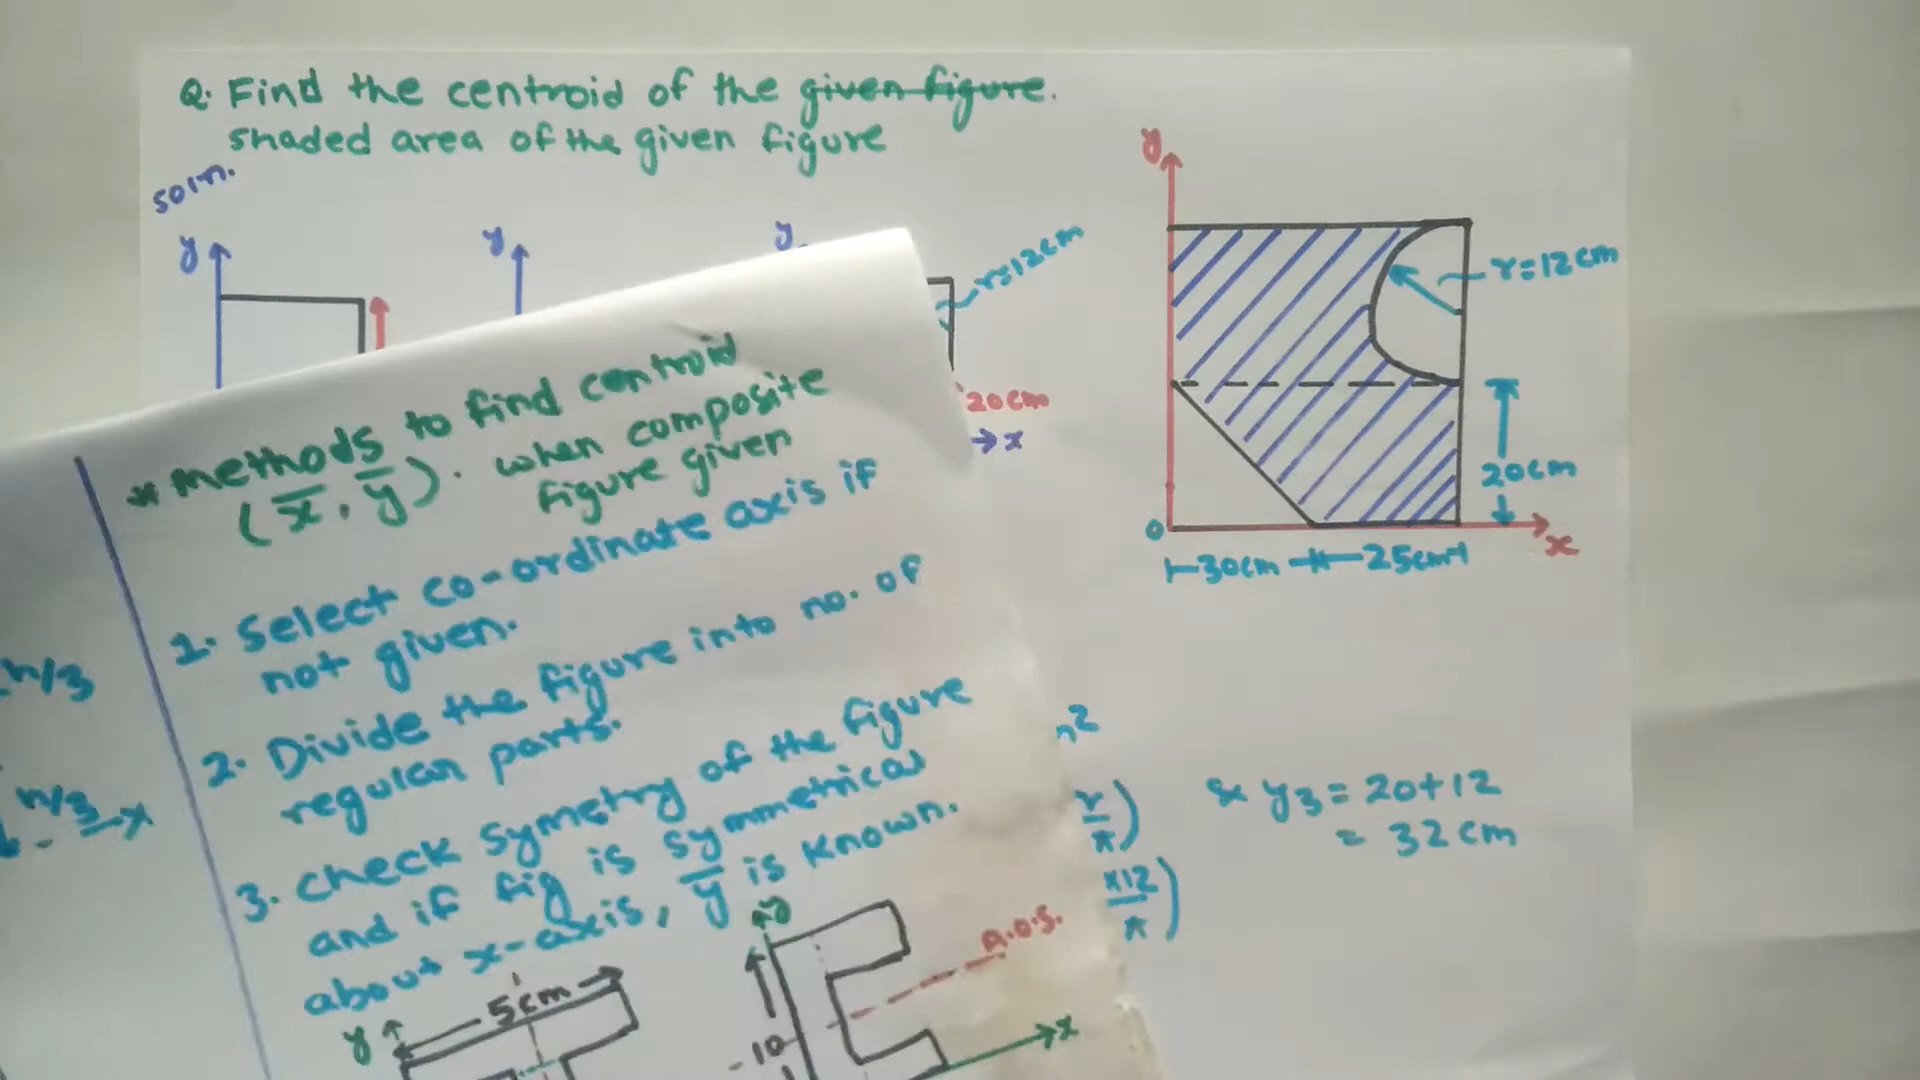 Q. Find the centroid of the given figure.
shaded area of the given figure
soln.
y
y
y
r=12cm
20cm
x
y
r=12cm
20cm
0
x
30cm
25cm
* methods to find centroid
(x̅, y̅). when composite
figure given
1. Select co-ordinate axis if
not given.
2. Divide the figure into no. of
regular parts.
3. check symetry of the figure
and if fig is symmetrical
about x-axis, y̅ is known.
h/3
h/3
x
& y3 = 20+12
= 32 cm
r/π)
×12/π)
A.O.S.
5cm
y
10
x